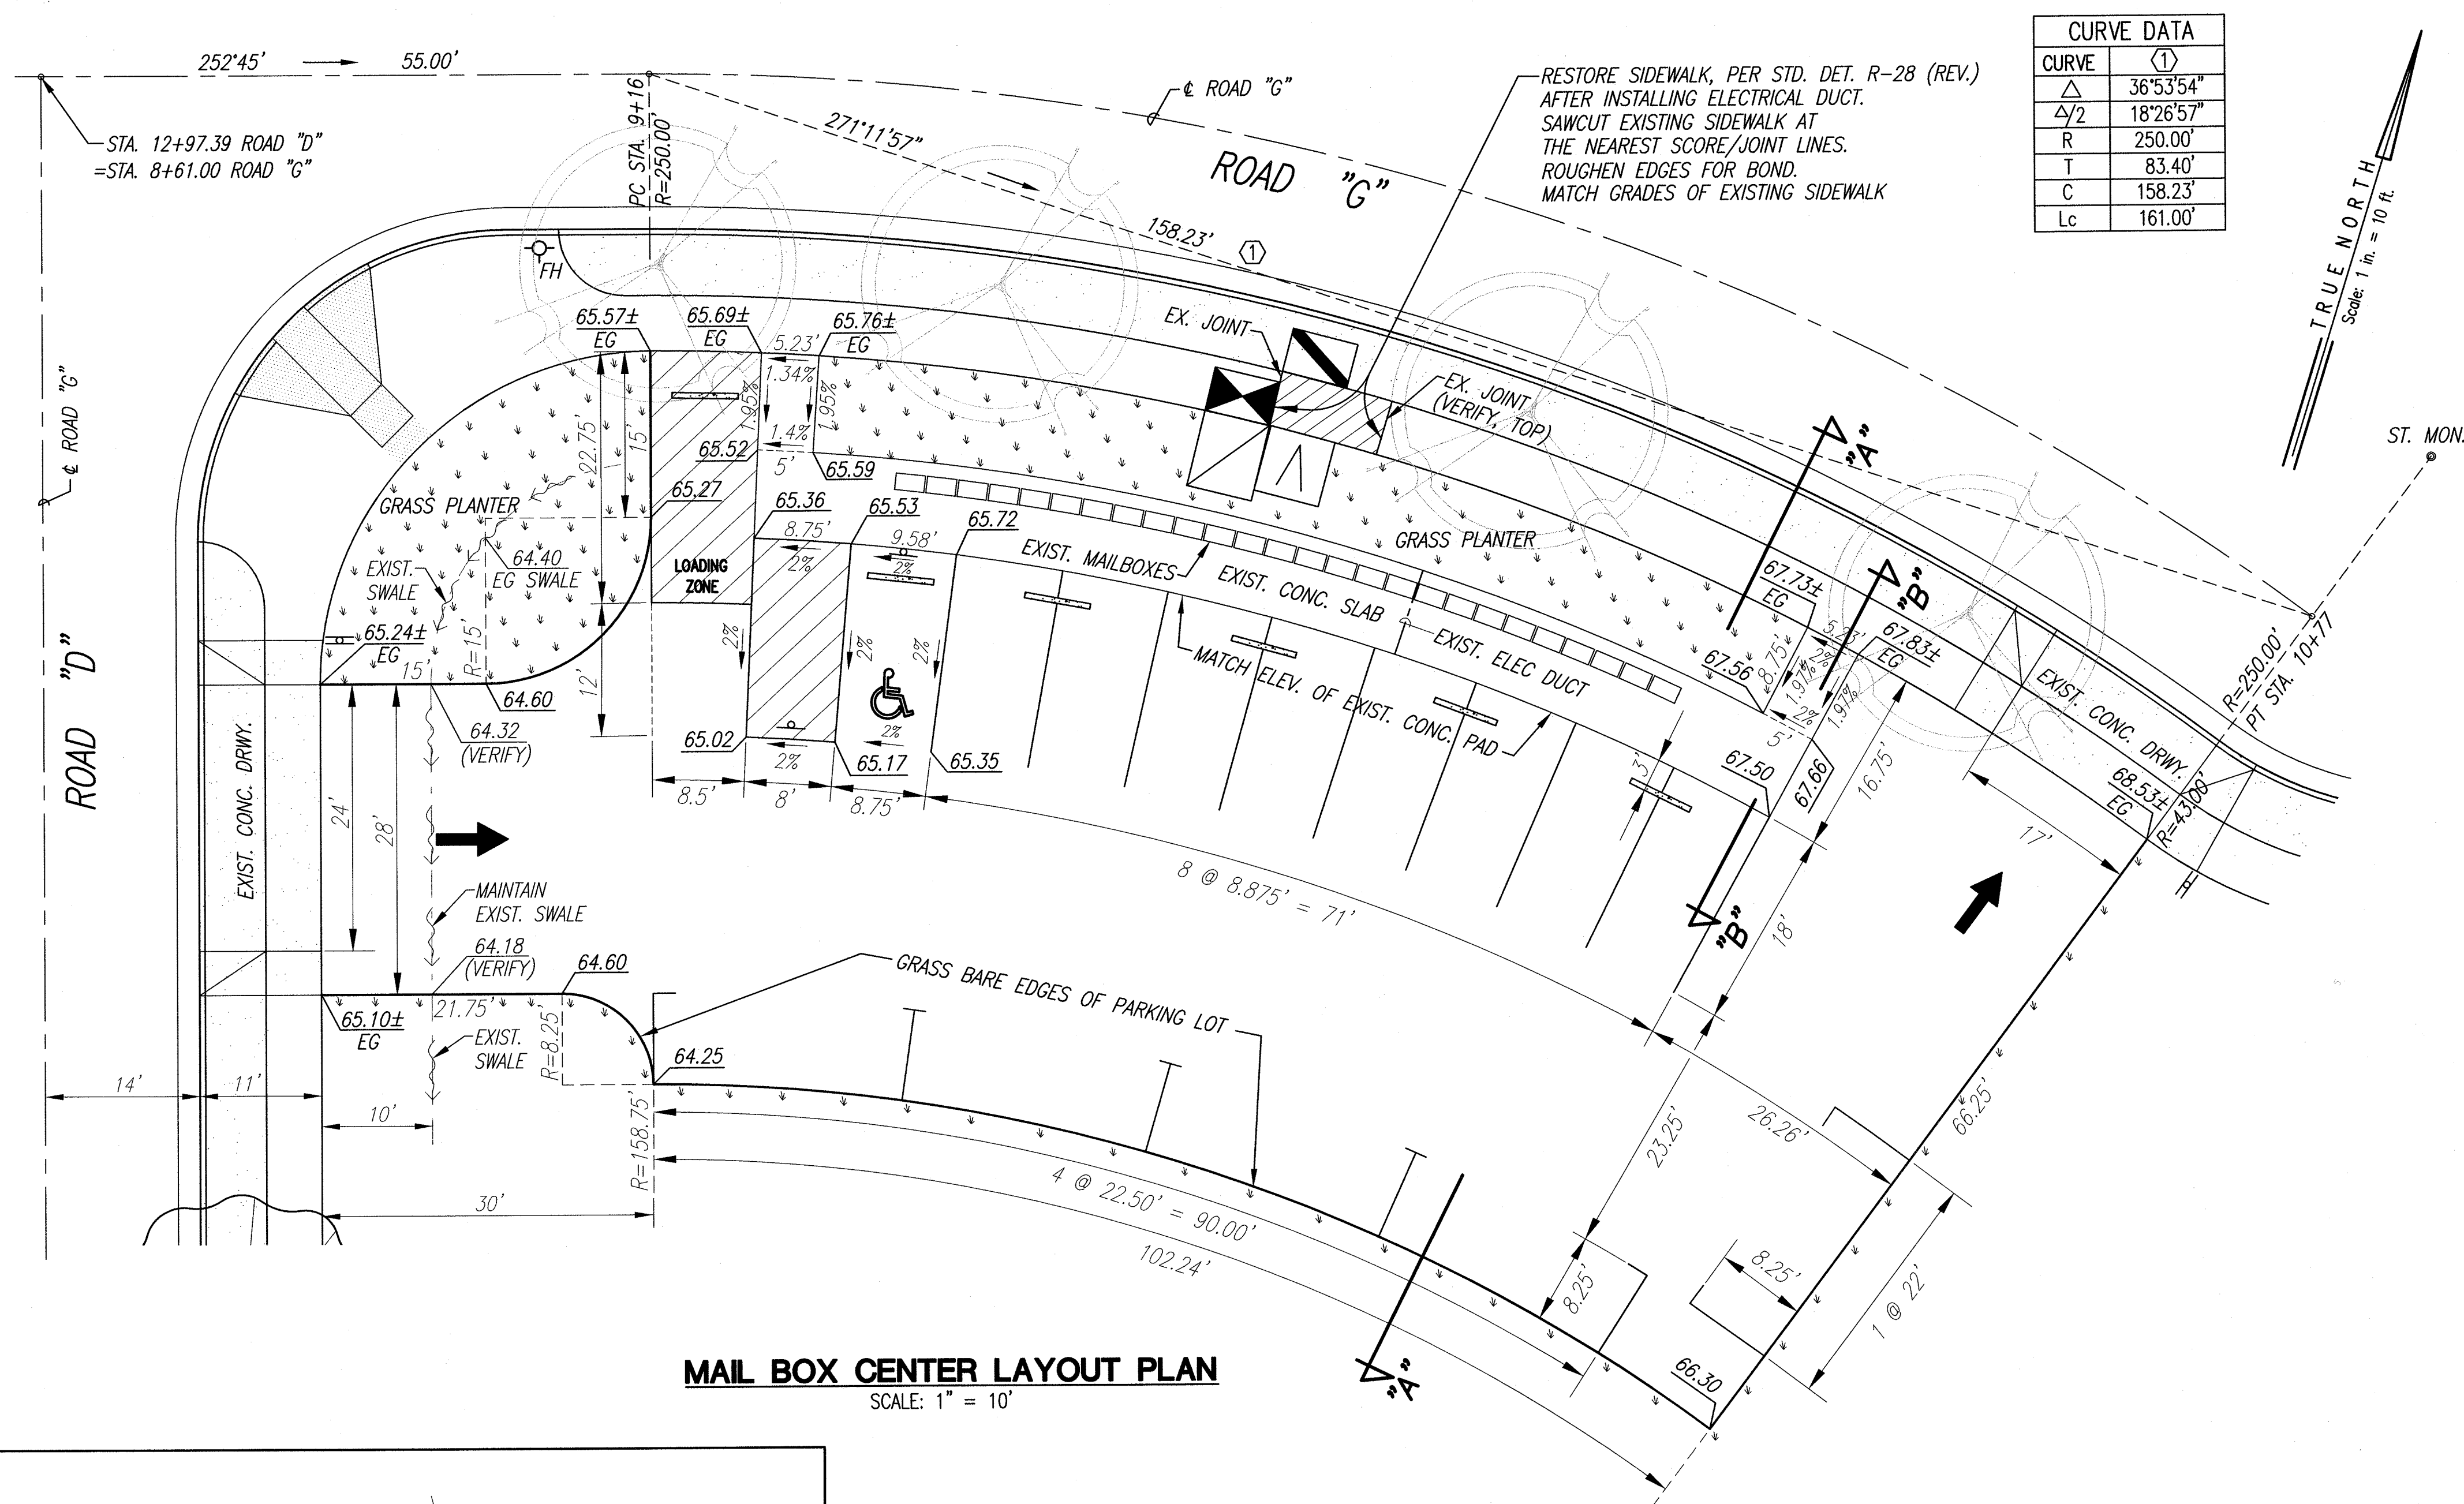 252°45' 55.00'
STA. 12+97.39 ROAD "D"
=STA. 8+61.00 ROAD "G"
PC STA. 9+16
R=250.00'
271°11'57"
158.23'
1
℄ ROAD "G"
ROAD "G"
RESTORE SIDEWALK, PER STD. DET. R-28 (REV.)
AFTER INSTALLING ELECTRICAL DUCT.
SAWCUT EXISTING SIDEWALK AT
THE NEAREST SCORE/JOINT LINES.
ROUGHEN EDGES FOR BOND.
MATCH GRADES OF EXISTING SIDEWALK
CURVE DATA
CURVE 1
△ 36°53'54"
△/2 18°26'57"
R 250.00'
T 83.40'
C 158.23'
Lc 161.00'
TRUE NORTH
Scale: 1 in. = 10 ft.
ST. MON.
R=250.00'
PT STA. 10+77
℄ ROAD "G"
ROAD "D"
FH
65.57±
EG
65.69±
EG
65.76±
EG
5.23'
1.34%
1.95%
1.95%
1.4%
5'
65.52
65.59
22.75'
15'
65.27
GRASS PLANTER
64.40
EG SWALE
EXIST.
SWALE
65.24±
EG
15'
R=15'
64.60
64.32
(VERIFY)
LOADING
ZONE
12'
65.36
65.53
65.72
8.75'
2%
9.58'
2%
2%
2%
2%
2%
65.02
2%
65.17
65.35
8.5'
8'
8.75'
EX. JOINT
EX. JOINT
(VERIFY, TOP)
EXIST. MAILBOXES
EXIST. CONC. SLAB
GRASS PLANTER
EXIST. ELEC DUCT
MATCH ELEV. OF EXIST. CONC. PAD
"A"
"B"
67.73±
EG
67.83±
EG
5.23'
2%
8.75'
1.97%
1.97%
67.56
2%
5'
67.50
67.66
16.75'
3'
18'
"B"
EXIST. CONC. DRWY.
68.53±
EG
R=43.00'
17'
EXIST. CONC. DRWY.
24'
28'
MAINTAIN
EXIST. SWALE
64.18
(VERIFY)
64.60
65.10±
EG
21.75'
R=8.25'
EXIST.
SWALE
64.25
GRASS BARE EDGES OF PARKING LOT
8 @ 8.875' = 71'
14'
11'
10'
30'
R=158.75'
4 @ 22.50' = 90.00'
102.24'
23.25'
26.26'
66.25'
8.25'
8.25'
1 @ 22'
66.30
"A"
MAIL BOX CENTER LAYOUT PLAN
SCALE: 1" = 10'